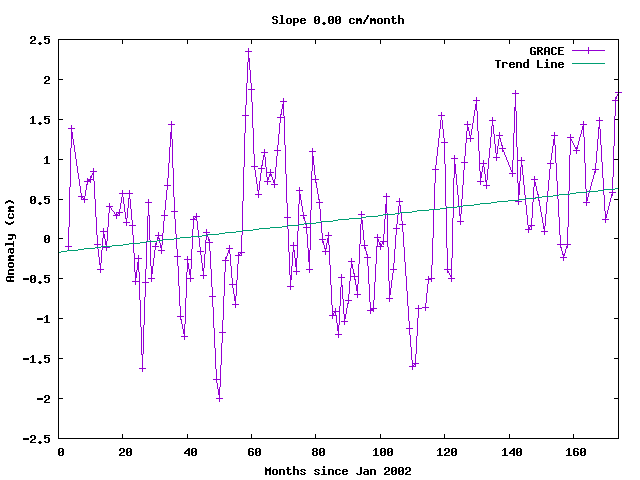 Slope 0.00 cm/month
GRACE
Trend Line
2.5
2
1.5
1
0.5
0
-0.5
-1
-1.5
-2
-2.5
Anomaly (cm)
0 20 40 60 80 100 120 140 160
Months since Jan 2002